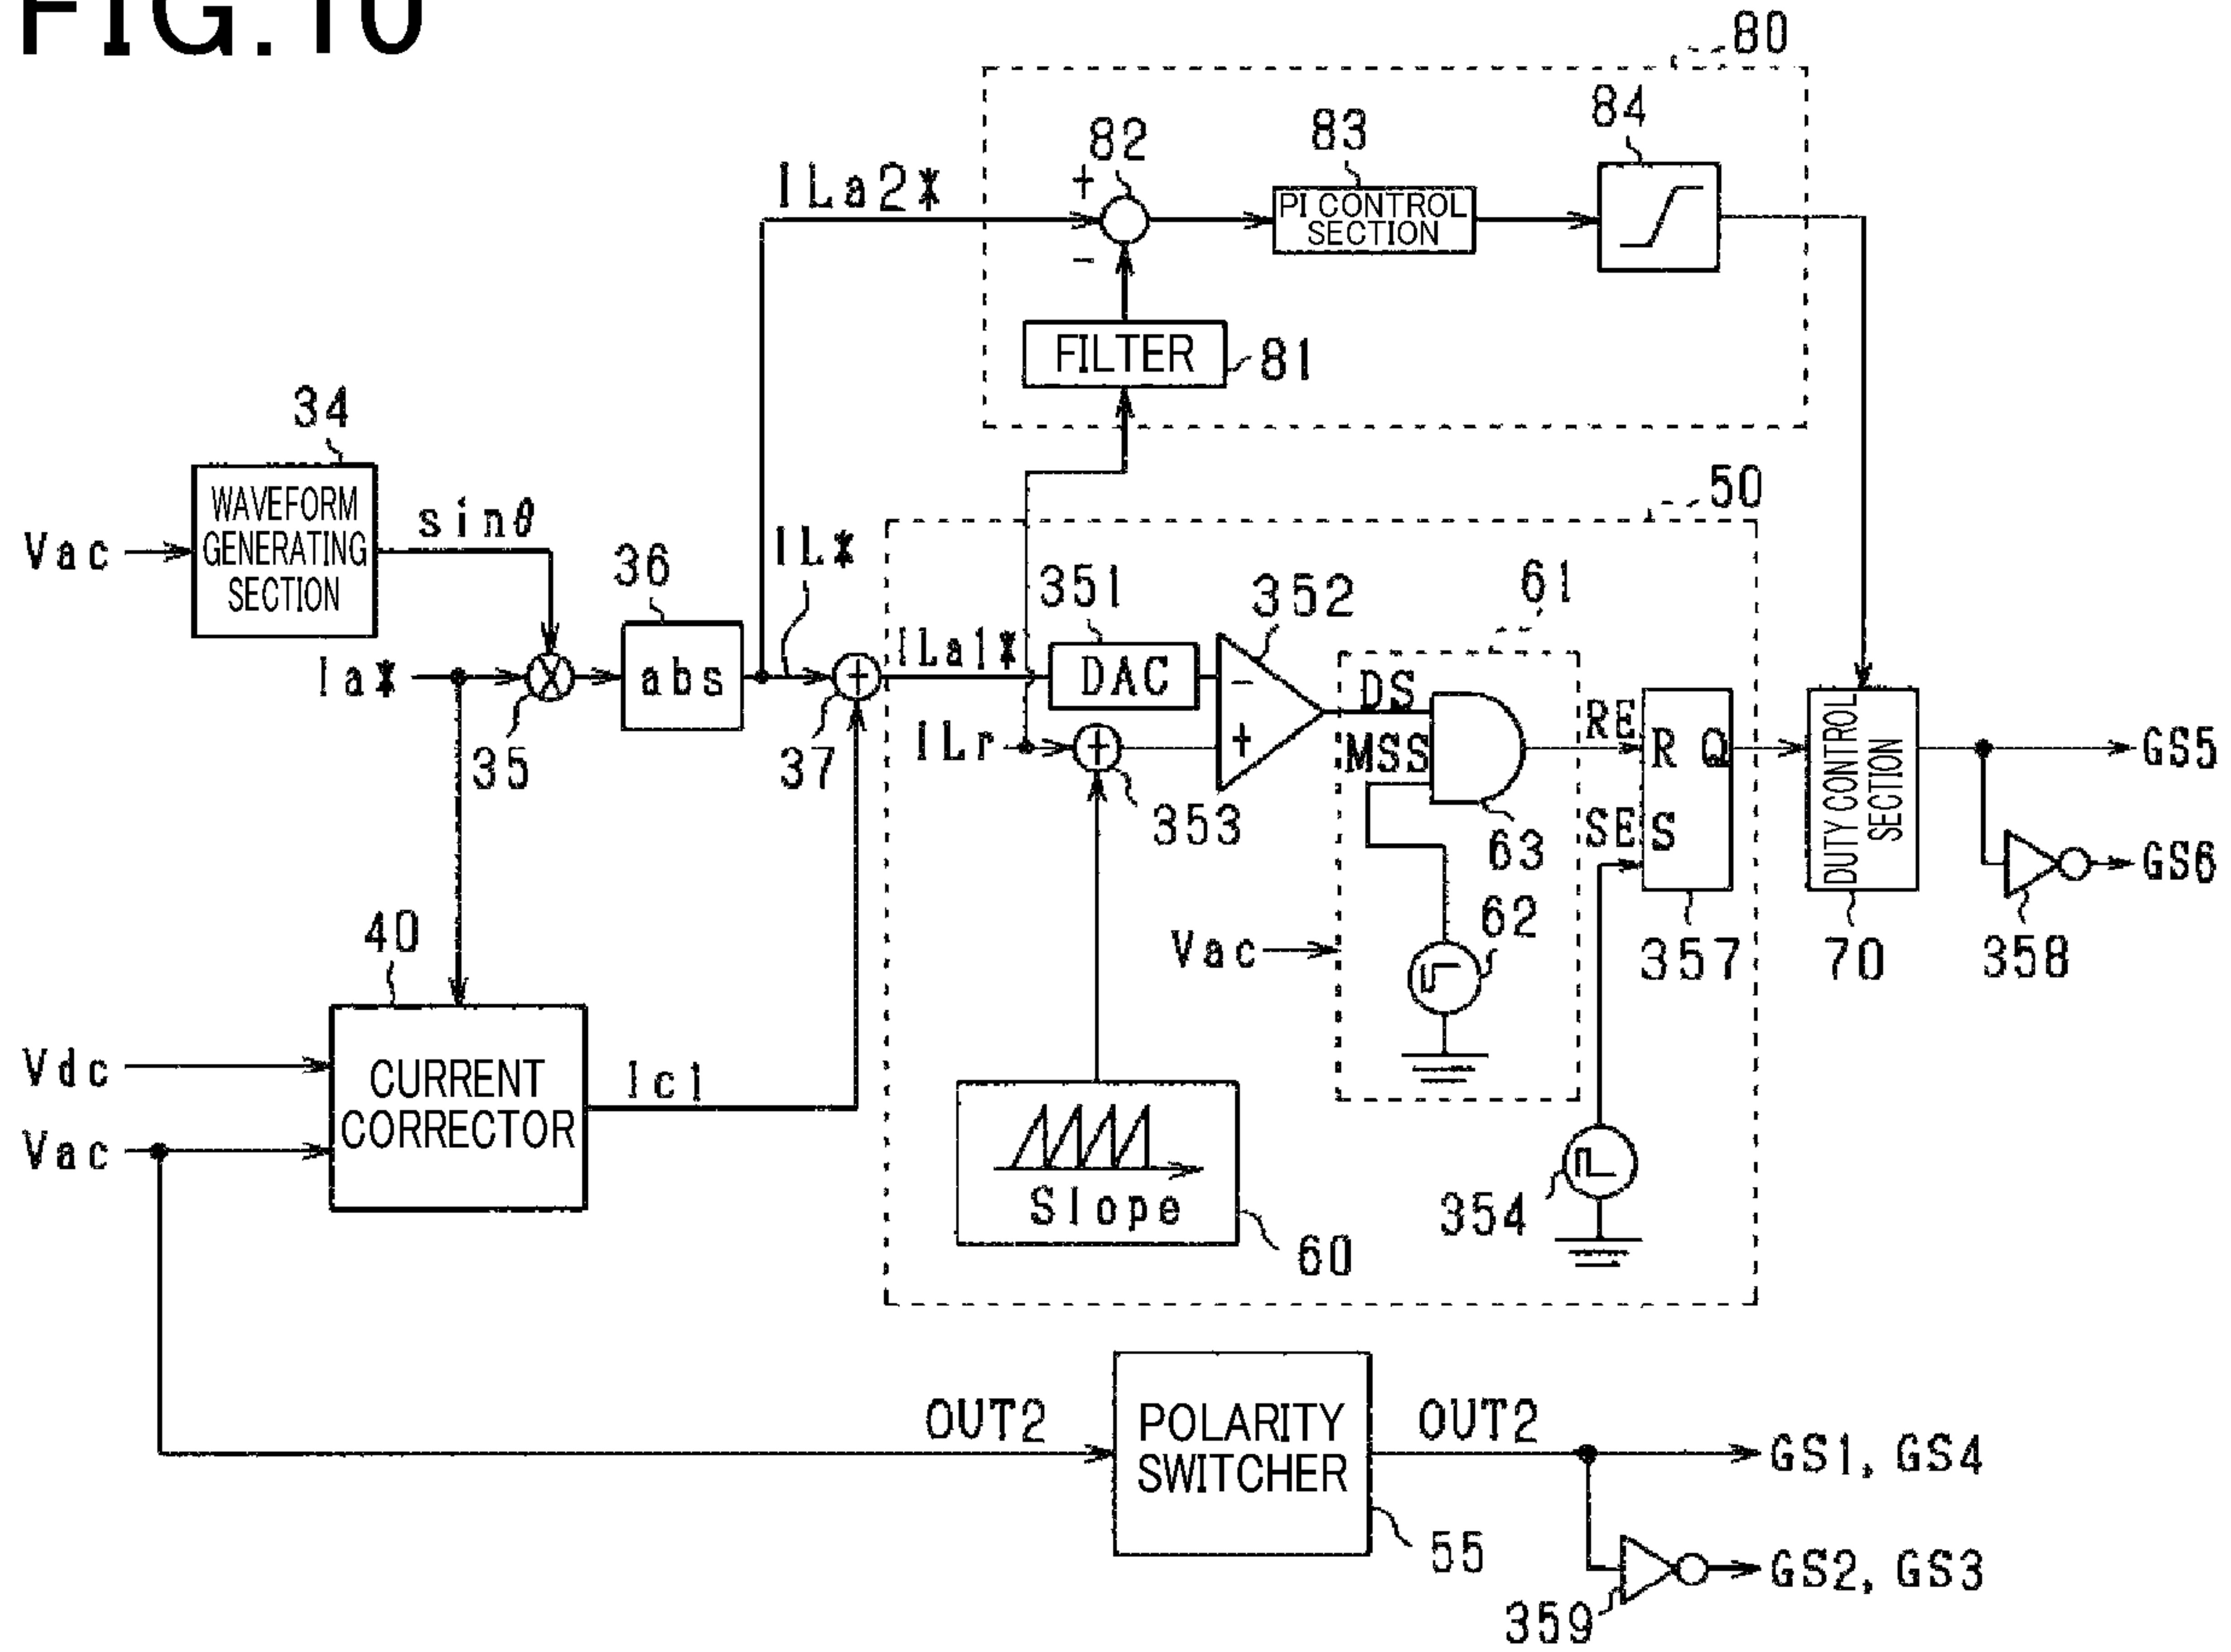 FIG.10
80
82
83
84
ILa2*
+
-
PI CONTROL
SECTION
FILTER
81
34
WAVEFORM
GENERATING
SECTION
sinθ
Vac
50
36
IL*
351
352
61
Ia*
abs
ILa1*
DAC
-
+
DS
MSS
RE
R
Q
SE
S
35
37
ILr
353
63
DUTY CONTROL
SECTION
GS5
GS6
40
Vac
62
357
70
358
Vdc
Vac
CURRENT
CORRECTOR
Ic1
Slope
60
354
OUT2
POLARITY
SWITCHER
OUT2
GS1, GS4
55
GS2, GS3
359